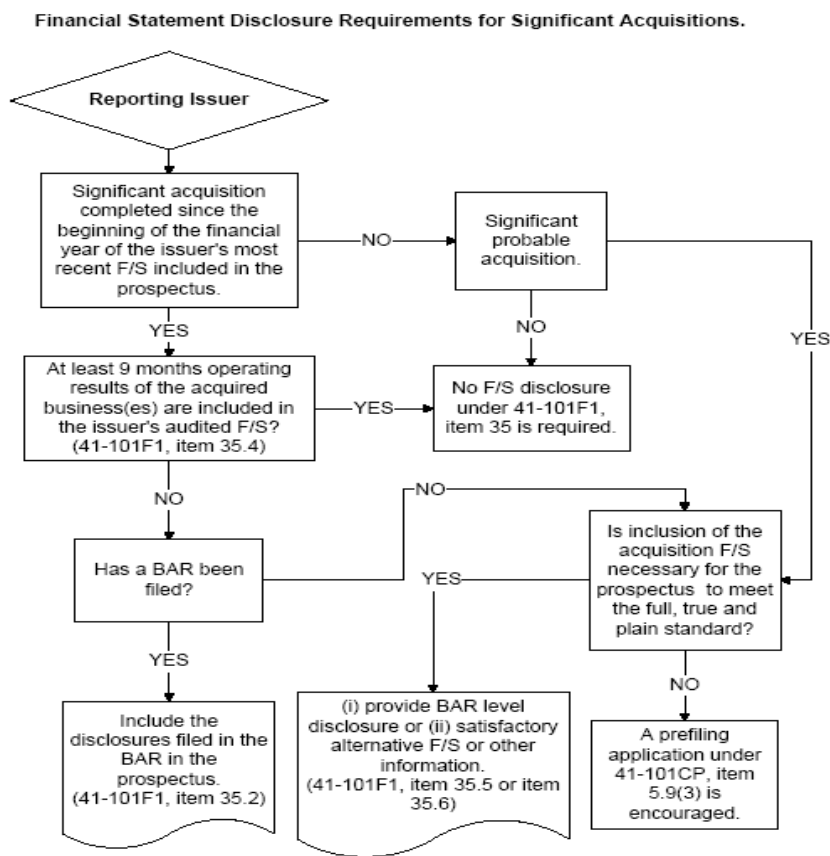 Financial Statement Disclosure Requirements for Significant Acquisitions.
Reporting Issuer
Significant acquisition
completed since the
beginning of the financial
year of the issuer's most
recent F/S included in the
prospectus.
NO
Significant
probable
acquisition.
YES
NO
YES
At least 9 months operating
results of the acquired
business(es) are included in
the issuer's audited F/S?
(41-101F1, item 35.4)
YES
No F/S disclosure
under 41-101F1,
item 35 is required.
NO
NO
Has a BAR been
filed?
YES
Is inclusion of the
acquisition F/S
necessary for the
prospectus to meet
the full, true and
plain standard?
YES
NO
Include the
disclosures filed in the
BAR in the
prospectus.
(41-101F1, item 35.2)
(i) provide BAR level
disclosure or (ii) satisfactory
alternative F/S or other
information.
(41-101F1, item 35.5 or item
35.6)
A prefiling
application under
41-101CP, item
5.9(3) is
encouraged.